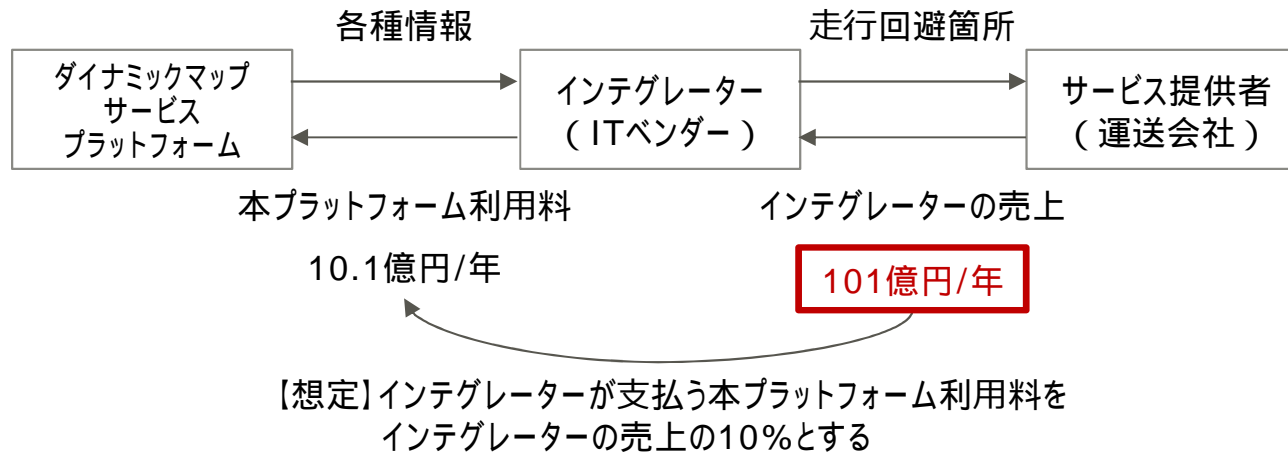 各種情報
走行回避箇所
ダイナミックマップ
サービス
プラットフォーム
インテグレーター
（ITベンダー）
サービス提供者
（運送会社）
本プラットフォーム利用料
インテグレーターの売上
10.1億円/年
101億円/年
【想定】インテグレーターが支払う本プラットフォーム利用料を
インテグレーターの売上の10%とする